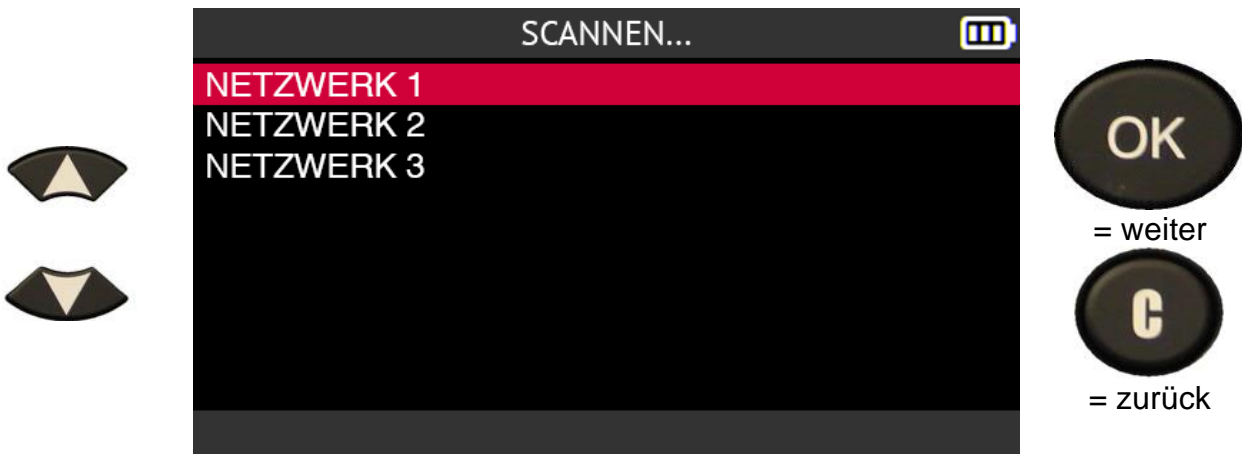 SCANNEN...
NETZWERK 1
NETZWERK 2
NETZWERK 3
OK
= weiter
C
= zurück